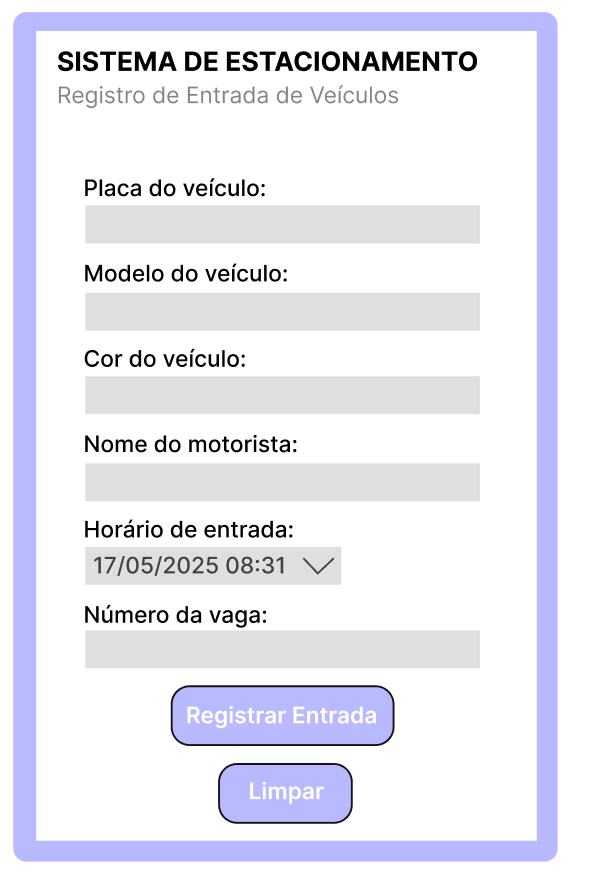 SISTEMA DE ESTACIONAMENTO
Registro de Entrada de Veículos
Placa do veículo:
Modelo do veículo:
Cor do veículo:
Nome do motorista:
Horário de entrada:
17/05/2025 08:31
Número da vaga:
Registrar Entrada
Limpar